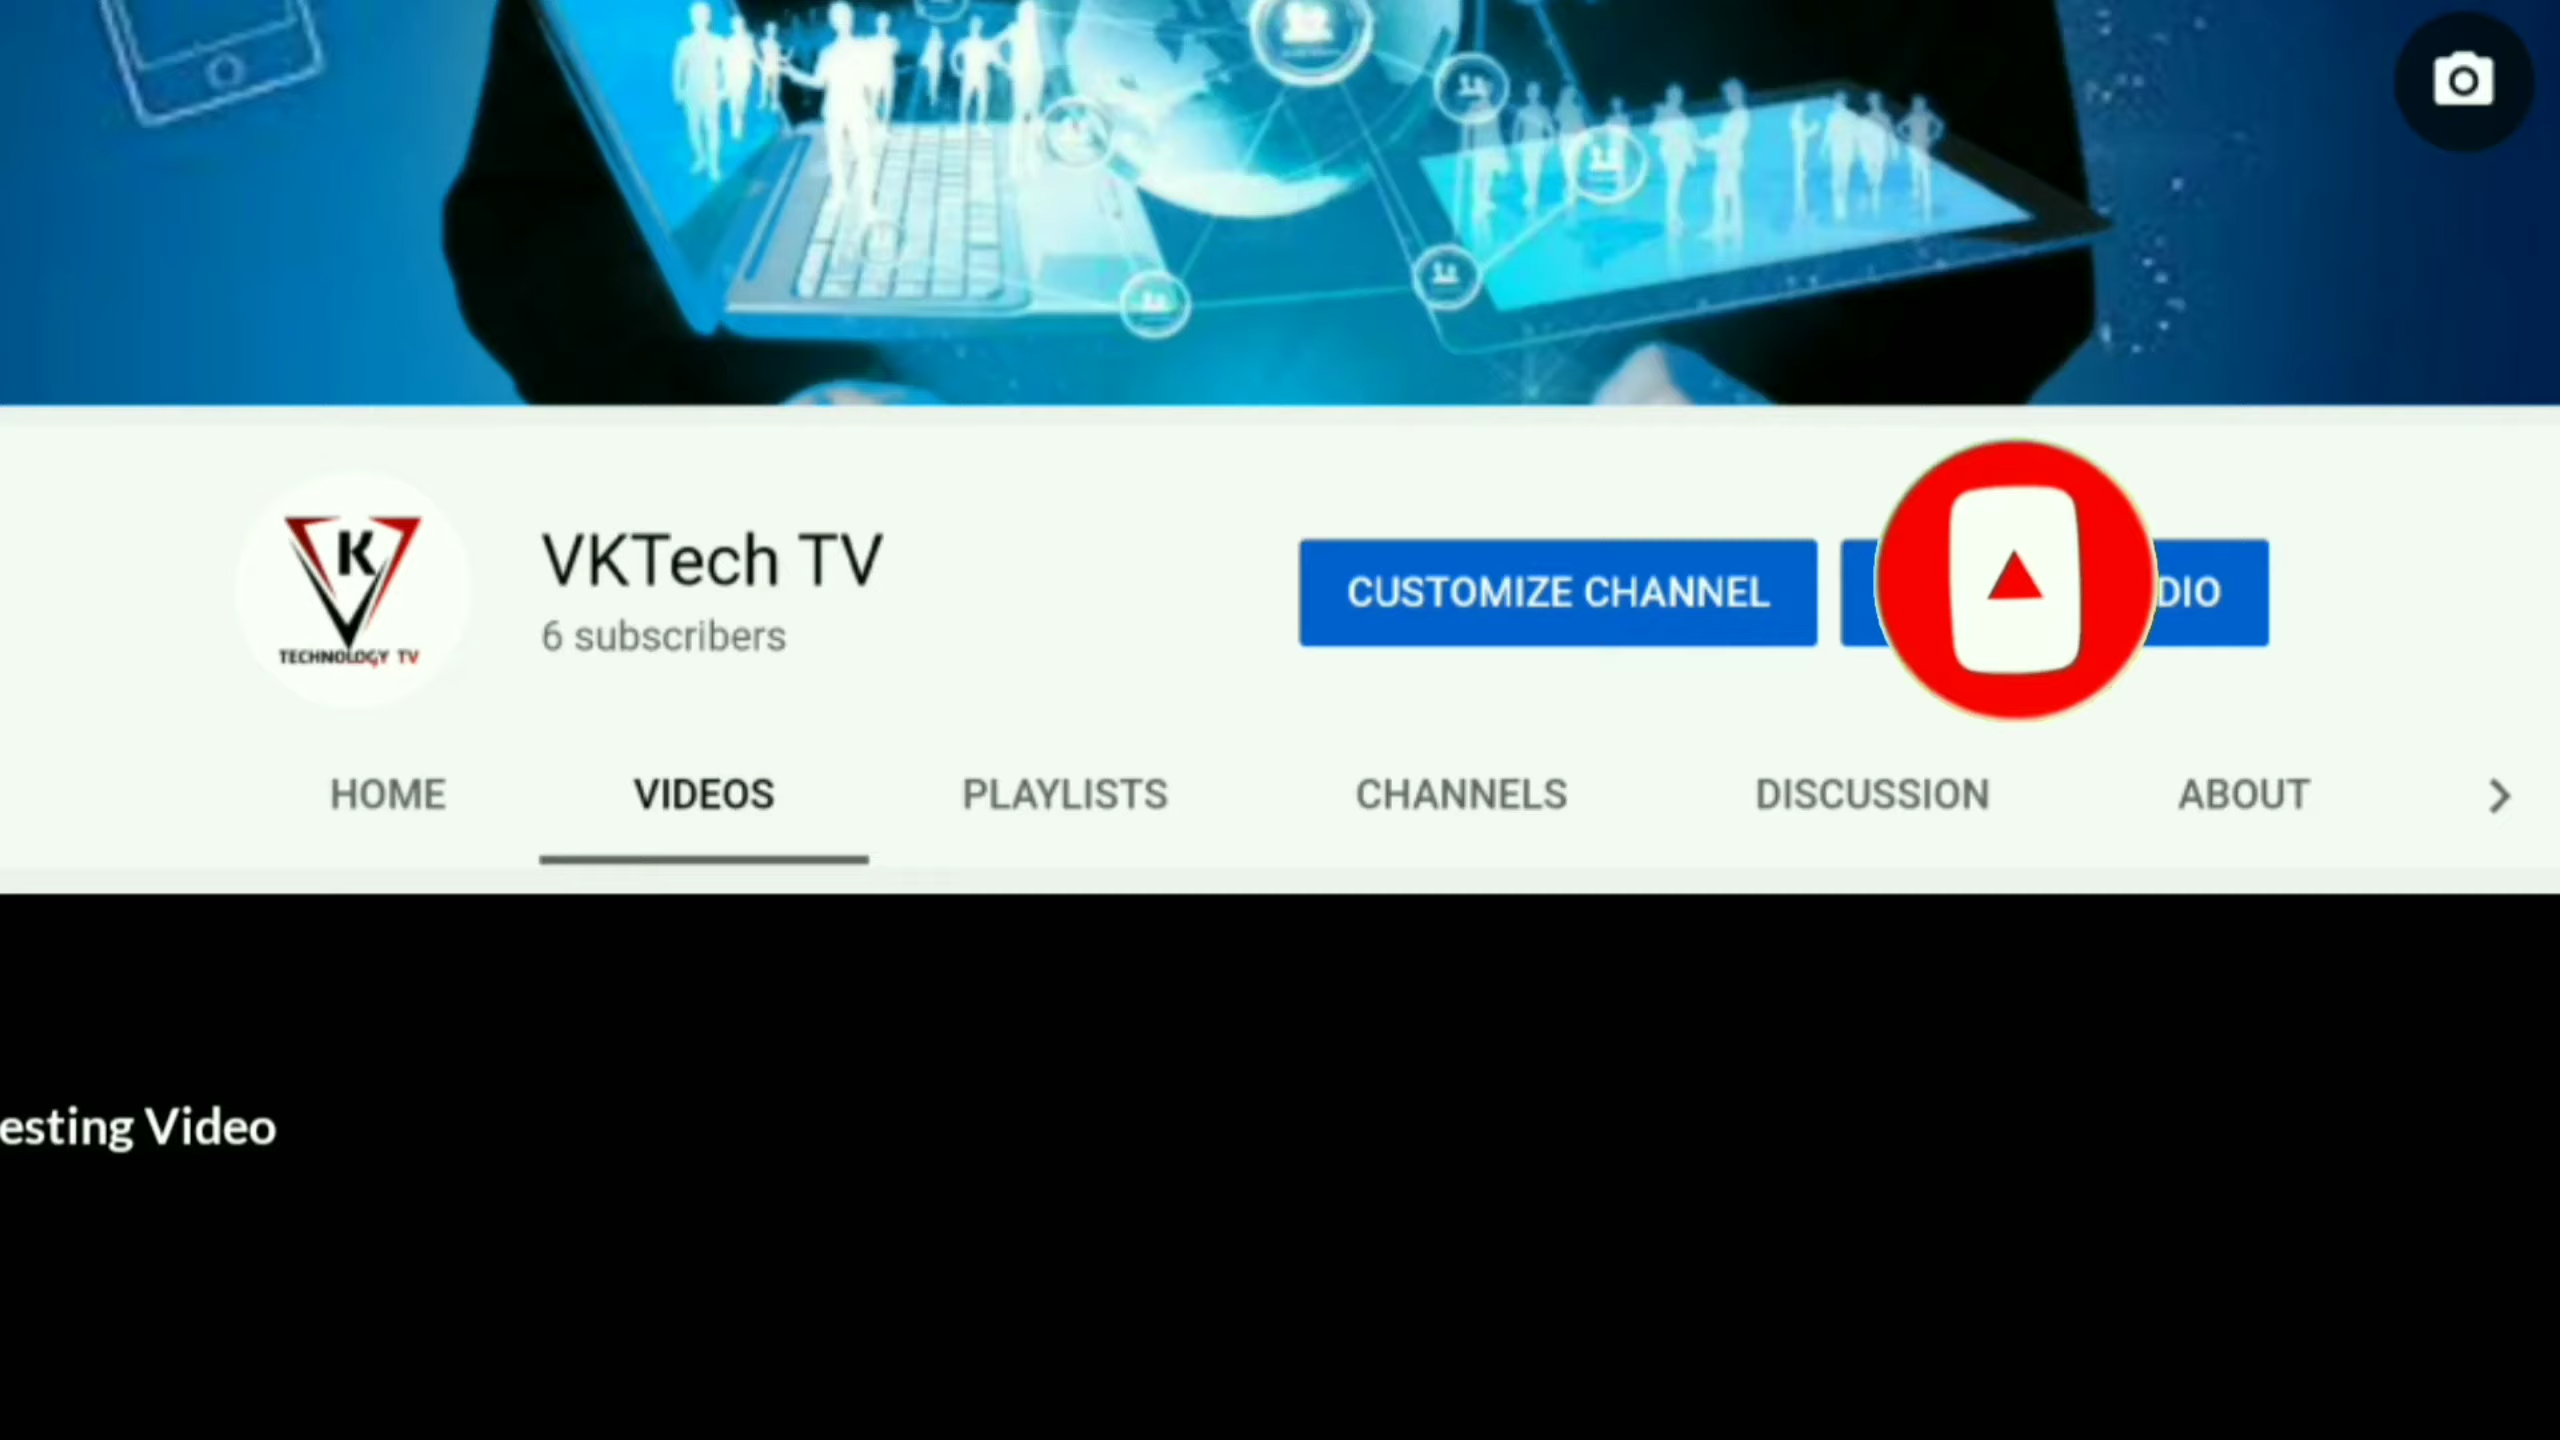 K
TECHNOLOGY TV
VKTech TV
6 subscribers
CUSTOMIZE CHANNEL
DIO
HOME
VIDEOS
PLAYLISTS
CHANNELS
DISCUSSION
ABOUT
esting Video